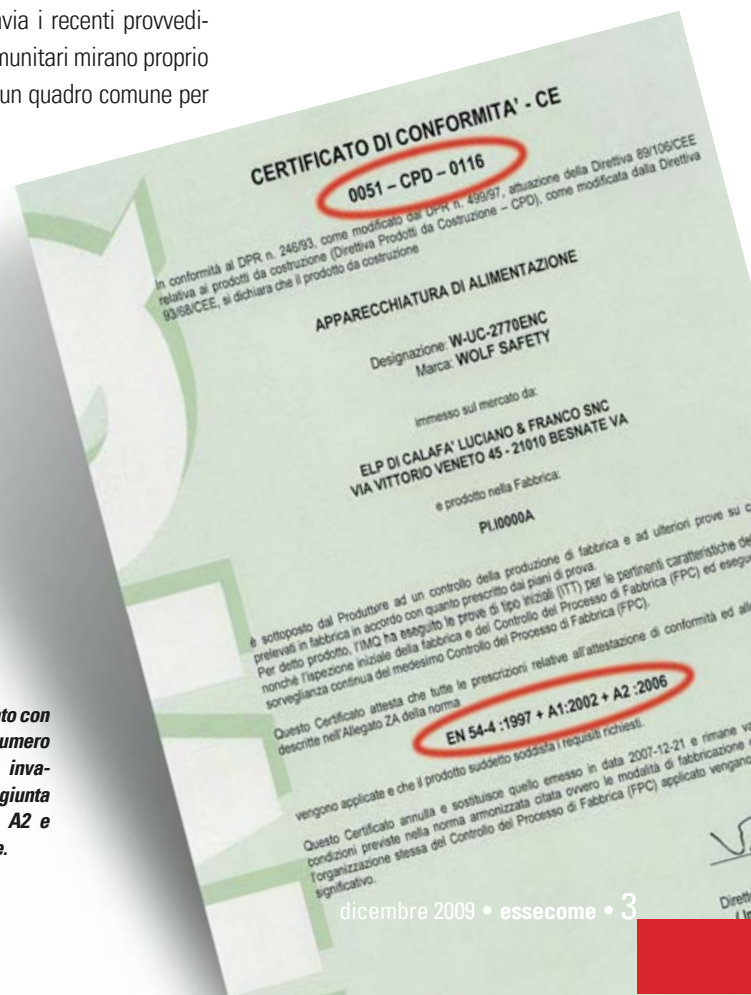 via i recenti provvedi-
munitari mirano proprio
un quadro comune per
CERTIFICATO DI CONFORMITA' - CE
0051 – CPD – 0116
In conformità al DPR n. 246/93, come modificato dal DPR n. 499/97, attuazione della Direttiva 89/106/CEE
relativa ai prodotti da costruzione (Direttiva Prodotti da Costruzione – CPD), come modificata dalla Direttiva
93/68/CEE, si dichiara che il prodotto da costruzione
APPARECCHIATURA DI ALIMENTAZIONE
Designazione: W-UC-2770ENC
Marca: WOLF SAFETY
immesso sul mercato da:
ELP DI CALAFA' LUCIANO & FRANCO SNC
VIA VITTORIO VENETO 45 - 21010 BESNATE VA
e prodotto nella Fabbrica:
PLI0000A
è sottoposto dal Produttore ad un controllo della produzione di fabbrica e ad ulteriori prove su c
prelevati in fabbrica in accordo con quanto prescritto dai piani di prova.
Per detto prodotto, l'IMQ ha eseguito le prove di tipo iniziali (ITT) per le pertinenti caratteristiche del
nonché l'ispezione iniziale della fabbrica e del Controllo del Processo di Fabbrica (FPC) ed esegu
sorveglianza continua del medesimo Controllo del Processo di Fabbrica (FPC).
Questo Certificato attesta che tutte le prescrizioni relative all'attestazione di conformità ed alle
descritte nell'Allegato ZA della norma
EN 54-4 :1997 + A1:2002 + A2 :2006
vengono applicate e che il prodotto suddetto soddisfa i requisiti richiesti.
Questo Certificato annulla e sostituisce quello emesso in data 2007-12-21 e rimane va
condizioni previste nella norma armonizzata citata ovvero le modalità di fabbricazione
l'organizzazione stessa del Controllo del Processo di Fabbrica (FPC) applicato vengano
significativo.
Dirett
nto con
umero
inva-
giunta
A2 e
e.
dicembre 2009 • essecome • 3